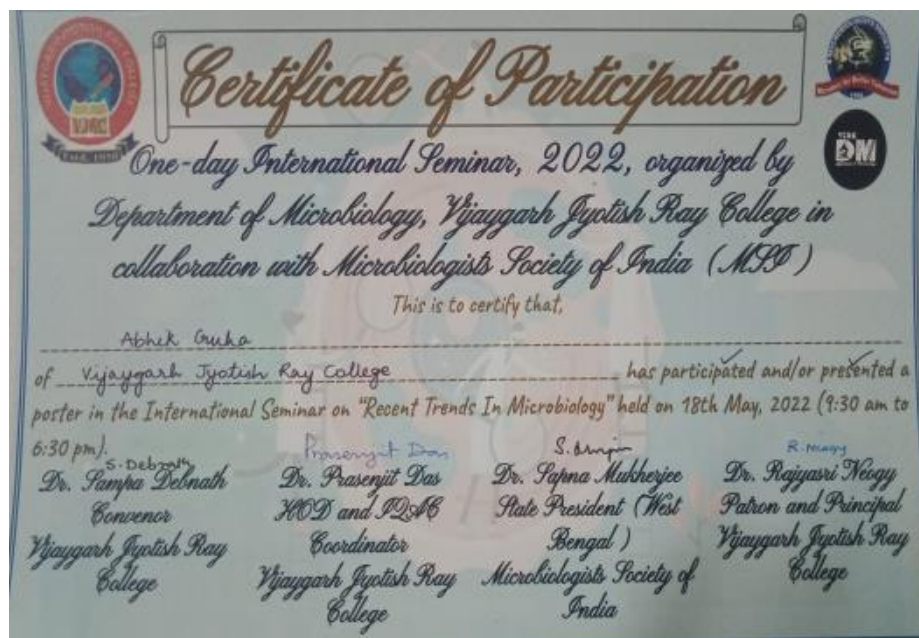 Certificate of Participation
One-day International Seminar, 2022, organized by
Department of Microbiology, Vijaygarh Jyotish Ray College in
collaboration with Microbiologists Society of India (MSI)
This is to certify that,
Abhik Guha
of Vijaygarh Jyotish Ray College has participated and/or presented a
poster in the International Seminar on "Recent Trends In Microbiology" held on 18th May, 2022 (9:30 am to
6:30 pm).
S. Debnath
Dr. Sampa Debnath
Convenor
Vijaygarh Jyotish Ray
College
Prasenjit Das
Dr. Prasenjit Das
HOD and IQAC
Coordinator
Vijaygarh Jyotish Ray
College
Dr. Sapna Mukherjee
State President (West
Bengal)
Microbiologists Society of
India
R. Neogy
Dr. Rajyasri Neogy
Patron and Principal
Vijaygarh Jyotish Ray
College
VJRC
DM